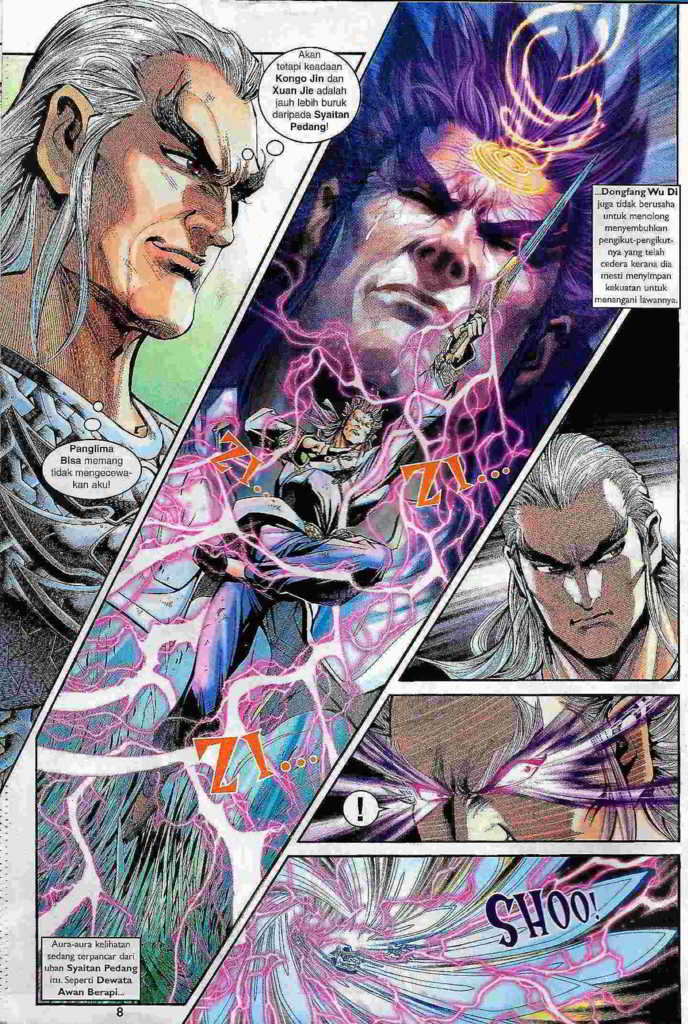 Akan
tetapi keadaan
Kongo Jin dan
Xuan Jie adalah
jauh lebih buruk
daripada Syaitan
Pedang!
...Dongfang Wu Di
juga tidak berusaha
untuk menolong
menyembuhkan
pengikut-pengikut-
nya yang telah
cedera kerana dia
mesti menyimpan
kekuatan untuk
menangani lawannya.
Panglima
Bisa memang
tidak mengecewa-
kan aku!
ZI...
ZI...
ZI...
!
SHOO!
Aura-aura kelihatan
sedang terpancar dari
uban Syaitan Pedang
itu. Seperti Dewata
Awan Berapi...
8